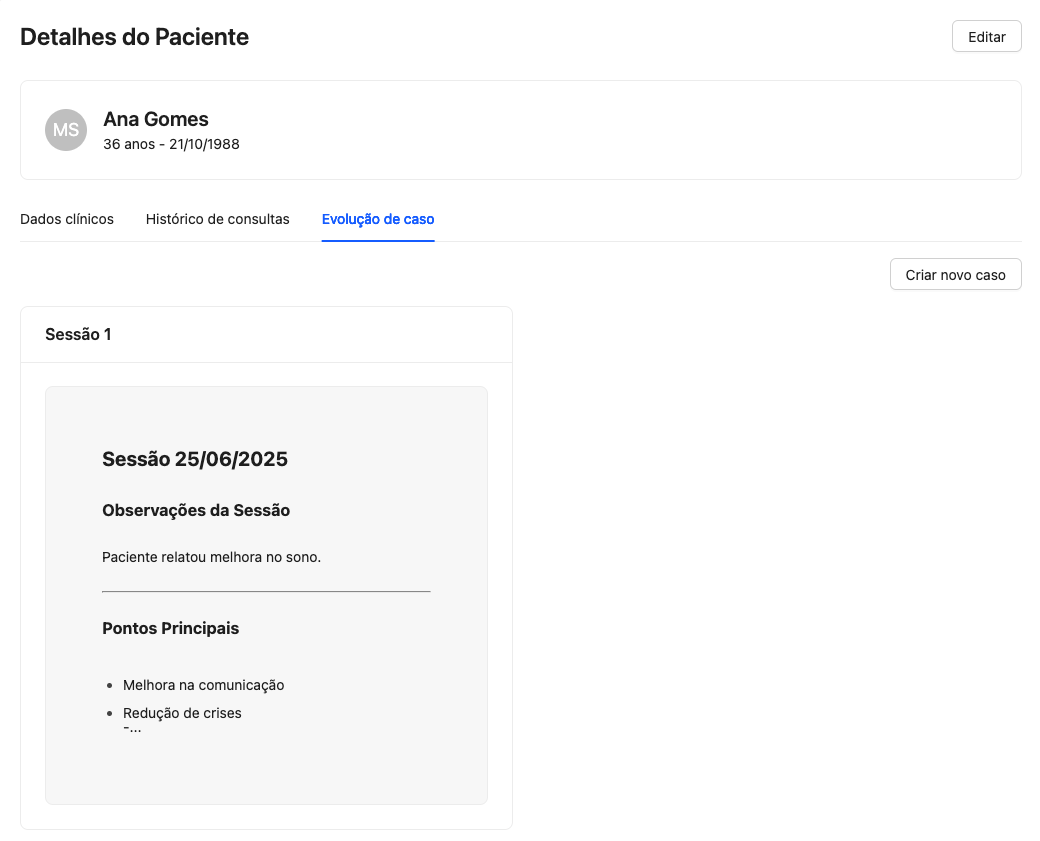 Detalhes do Paciente
Editar
MS
Ana Gomes
36 anos - 21/10/1988
Dados clínicos
Histórico de consultas
Evolução de caso
Criar novo caso
Sessão 1
Sessão 25/06/2025
Observações da Sessão
Paciente relatou melhora no sono.
Pontos Principais
• Melhora na comunicação
• Redução de crises
-...